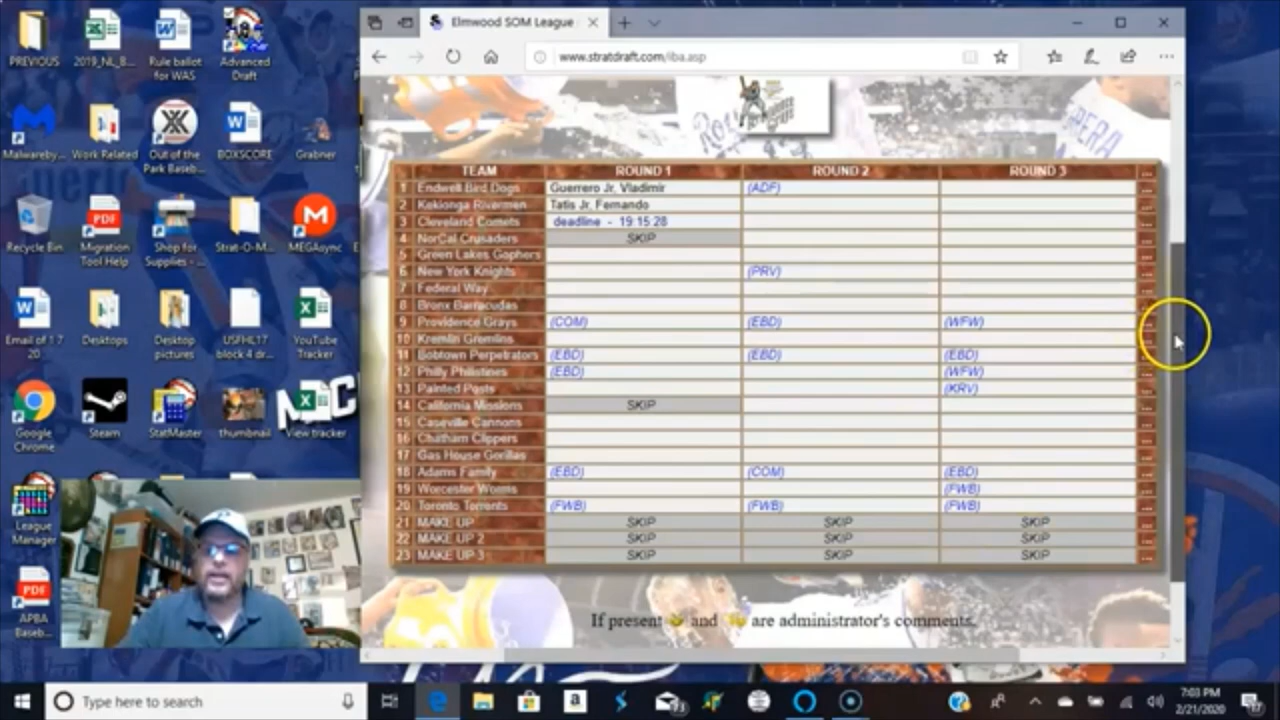 Elmwood SOM League
www.stratdraft.com/iba.asp
PREVIOUS
2019_NL_B...
Rule ballot for WAS
Advanced Draft
Malwareby...
Work Related
Out of the Park Baseb...
BOXSCORE
Grabner
Recycle Bin
Migration Tool Help
Shop for Supplies - ...
Strat-O-M...
MEGAsync
Email of 1 7 20
Desktops
Desktop pictures
USFHL17 block 4 dr...
YouTube Tracker
Google Chrome
Steam
StatMaster
thumbnail
View tracker
League Manager
APBA Baseb...
TEAM ROUND 1 ROUND 2 ROUND 3 ...
1 Endwell Bird Dogs Guerrero Jr, Vladimir (ADF)
2 Kekionga Rivermen Tatis Jr. Fernando
3 Cleveland Comets deadline - 19:15:28
4 NorCal Crusaders SKIP
5 Green Lakes Gophers
6 New York Knights (PRV)
7 Federal Way
8 Bronx Barracudas
9 Providence Grays (COM) (EBD) (WFW)
10 Kremlin Gremlins
11 Bobtown Perpetrators (EBD) (EBD) (EBD)
12 Philly Philistines (EBD) (WFW)
13 Painted Posts (KRV)
14 California Missions SKIP
15 Caseville Cannons
16 Chatham Clippers
17 Gas House Gorillas
18 Adams Family (EBD) (COM) (EBD)
19 Worcester Worms (FWB)
20 Toronto Torrents (FWB) (FWB) (FWB)
21 MAKE UP SKIP SKIP SKIP
22 MAKE UP 2 SKIP SKIP SKIP
23 MAKE UP 3 SKIP SKIP SKIP
If present and are administrator's comments.
Type here to search
7:03 PM
2/21/2020